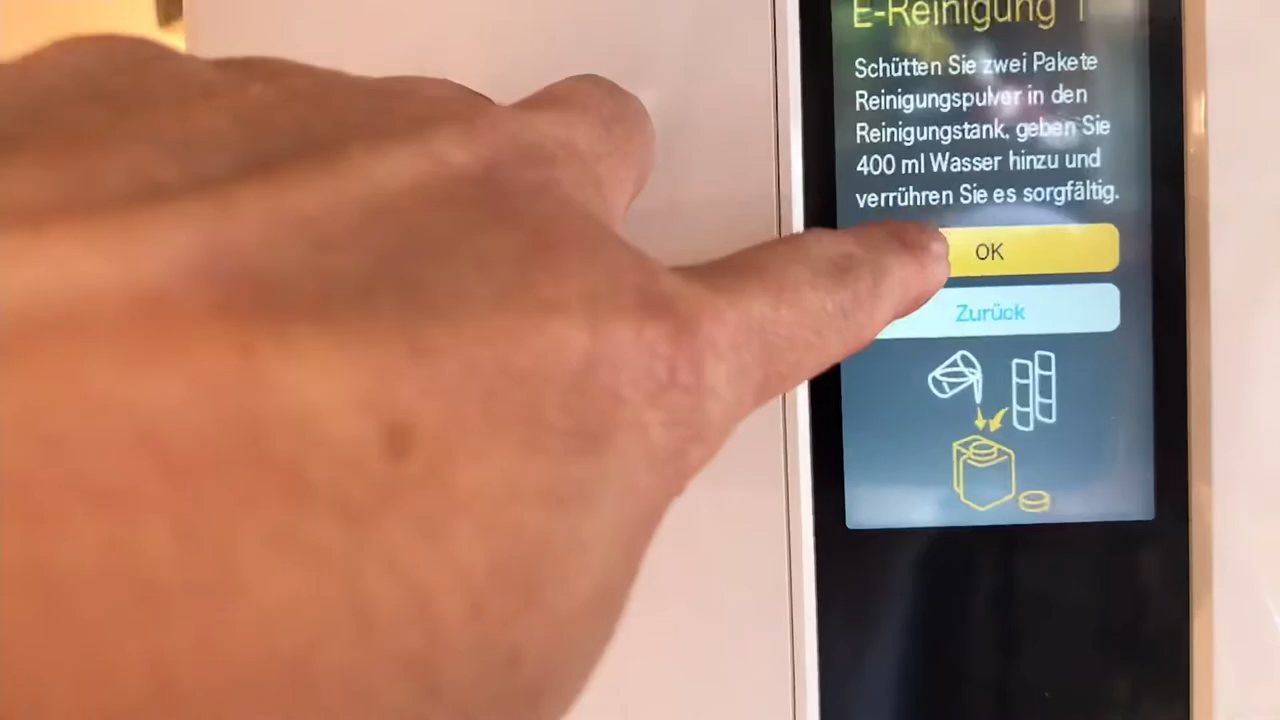 E-Reinigung 1
Schütten Sie zwei Pakete
Reinigungspulver in den
Reinigungstank, geben Sie
400 ml Wasser hinzu und
verrühren Sie es sorgfältig.
OK
Zurück